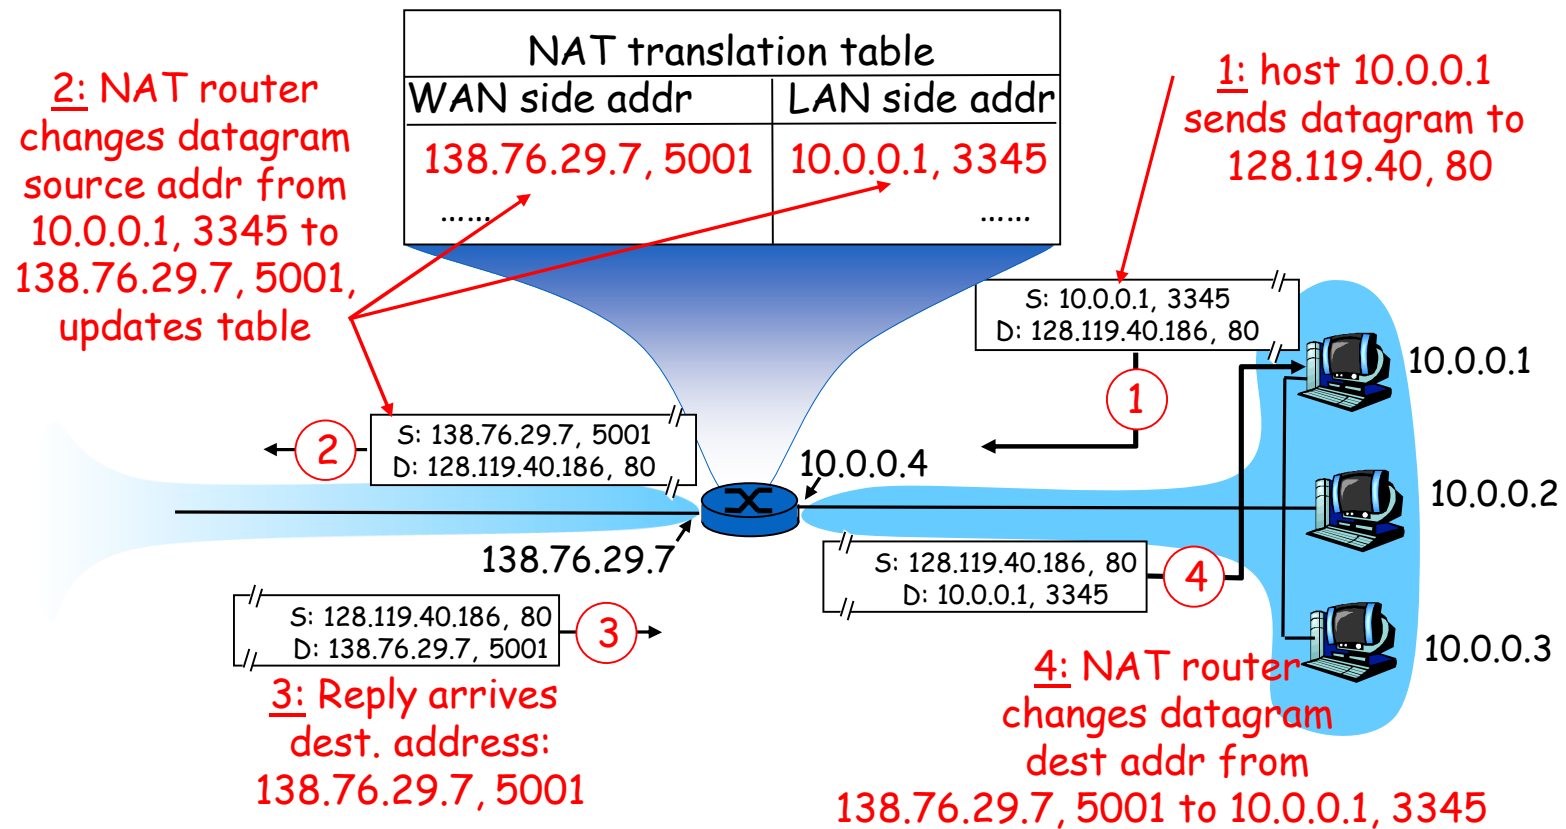 NAT translation table
WAN side addr LAN side addr
138.76.29.7, 5001 10.0.0.1, 3345
...... ......
2: NAT router
changes datagram
source addr from
10.0.0.1, 3345 to
138.76.29.7, 5001,
updates table
1: host 10.0.0.1
sends datagram to
128.119.40, 80
S: 10.0.0.1, 3345
D: 128.119.40.186, 80
1
10.0.0.1
S: 138.76.29.7, 5001
D: 128.119.40.186, 80
2
10.0.0.4
10.0.0.2
138.76.29.7
S: 128.119.40.186, 80
D: 10.0.0.1, 3345
4
S: 128.119.40.186, 80
D: 138.76.29.7, 5001
3
10.0.0.3
3: Reply arrives
dest. address:
138.76.29.7, 5001
4: NAT router
changes datagram
dest addr from
138.76.29.7, 5001 to 10.0.0.1, 3345